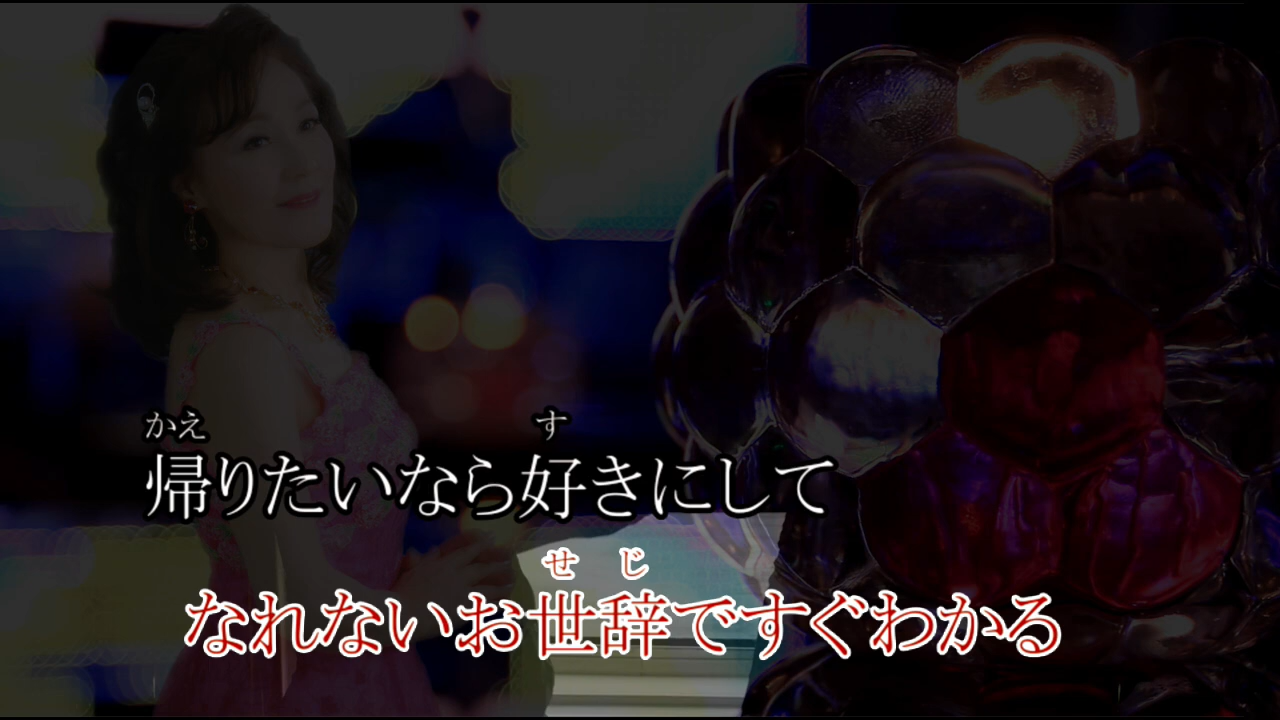 かえ す
帰りたいなら好きにして
せ じ
なれないお世辞ですぐわかる